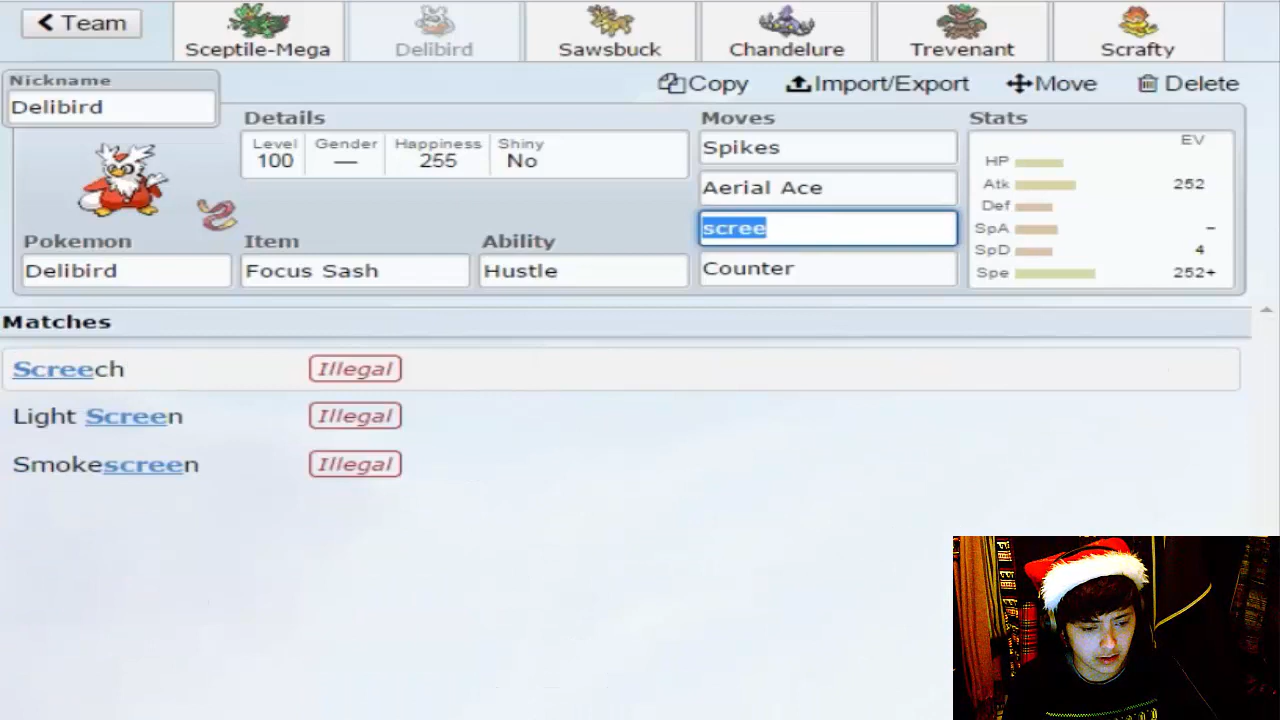 Team
Sceptile-Mega
Delibird
Sawsbuck
Chandelure
Trevenant
Scrafty
Nickname
Delibird
Copy
Import/Export
Move
Delete
Details
Level
100
Gender
—
Happiness
255
Shiny
No
Pokemon
Delibird
Item
Focus Sash
Ability
Hustle
Moves
Spikes
Aerial Ace
scree
Counter
Stats
EV
HP
Atk 252
Def
SpA –
SpD 4
Spe 252+
Matches
Screech Illegal
Light Screen Illegal
Smokescreen Illegal